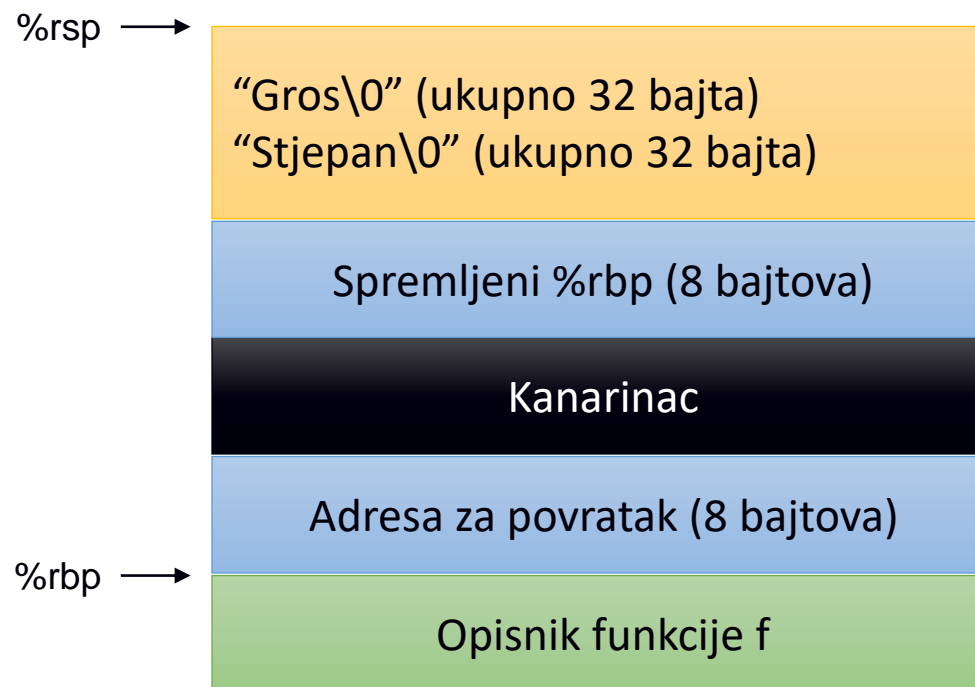 %rsp
“Gros\0” (ukupno 32 bajta)
“Stjepan\0” (ukupno 32 bajta)
Spremljeni %rbp (8 bajtova)
Kanarinac
Adresa za povratak (8 bajtova)
%rbp
Opisnik funkcije f